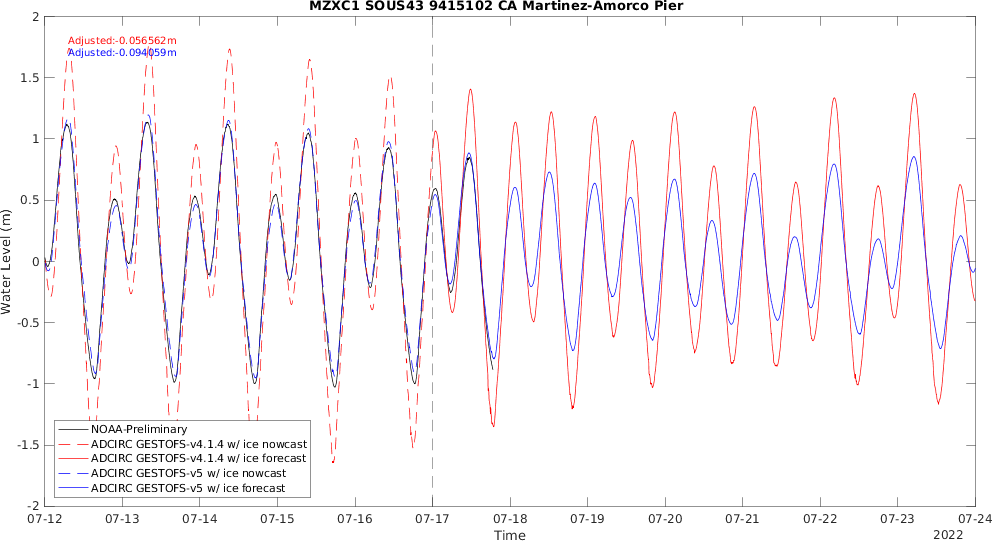 MZXC1 SOUS43 9415102 CA Martinez-Amorco Pier
Adjusted:-0.056562m
Adjusted:-0.094059m
Water Level (m)
2
1.5
1
0.5
0
-0.5
-1
-1.5
-2
NOAA-Preliminary
ADCIRC GESTOFS-v4.1.4 w/ ice nowcast
ADCIRC GESTOFS-v4.1.4 w/ ice forecast
ADCIRC GESTOFS-v5 w/ ice nowcast
ADCIRC GESTOFS-v5 w/ ice forecast
07-12 07-13 07-14 07-15 07-16 07-17 07-18 07-19 07-20 07-21 07-22 07-23 07-24
Time
2022